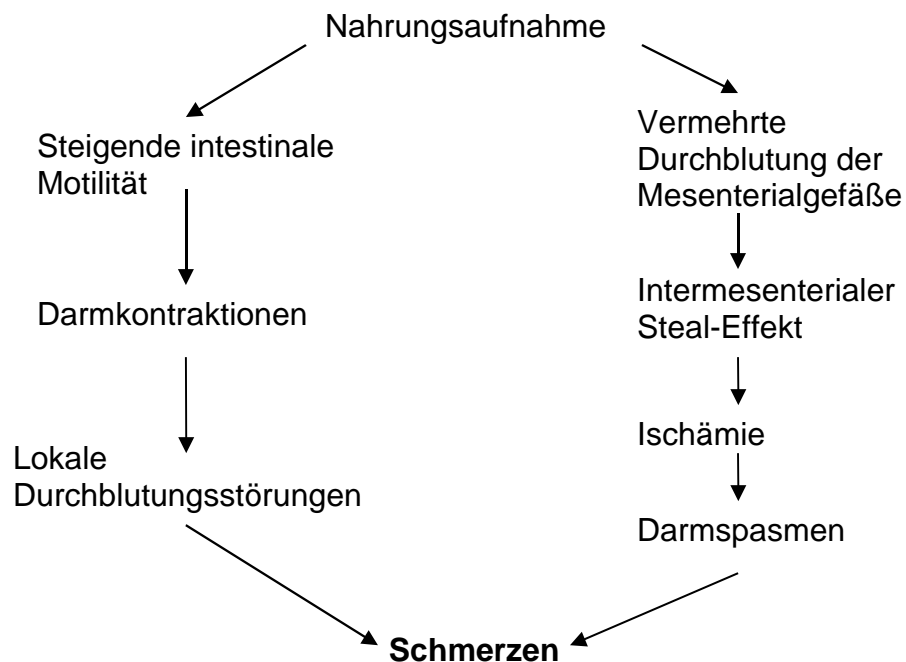 Nahrungsaufnahme
Steigende intestinale
Motilität
Darmkontraktionen
Lokale
Durchblutungsstörungen
Vermehrte
Durchblutung der
Mesenterialgefäße
Intermesenterialer
Steal-Effekt
Ischämie
Darmspasmen
Schmerzen